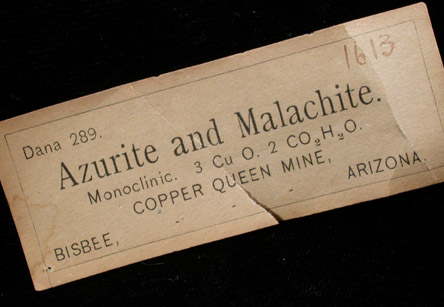 1613
Dana 289.
Azurite and Malachite.
Monoclinic. 3 Cu O. 2 CO₂H₂O.
COPPER QUEEN MINE,
BISBEE, ARIZONA.